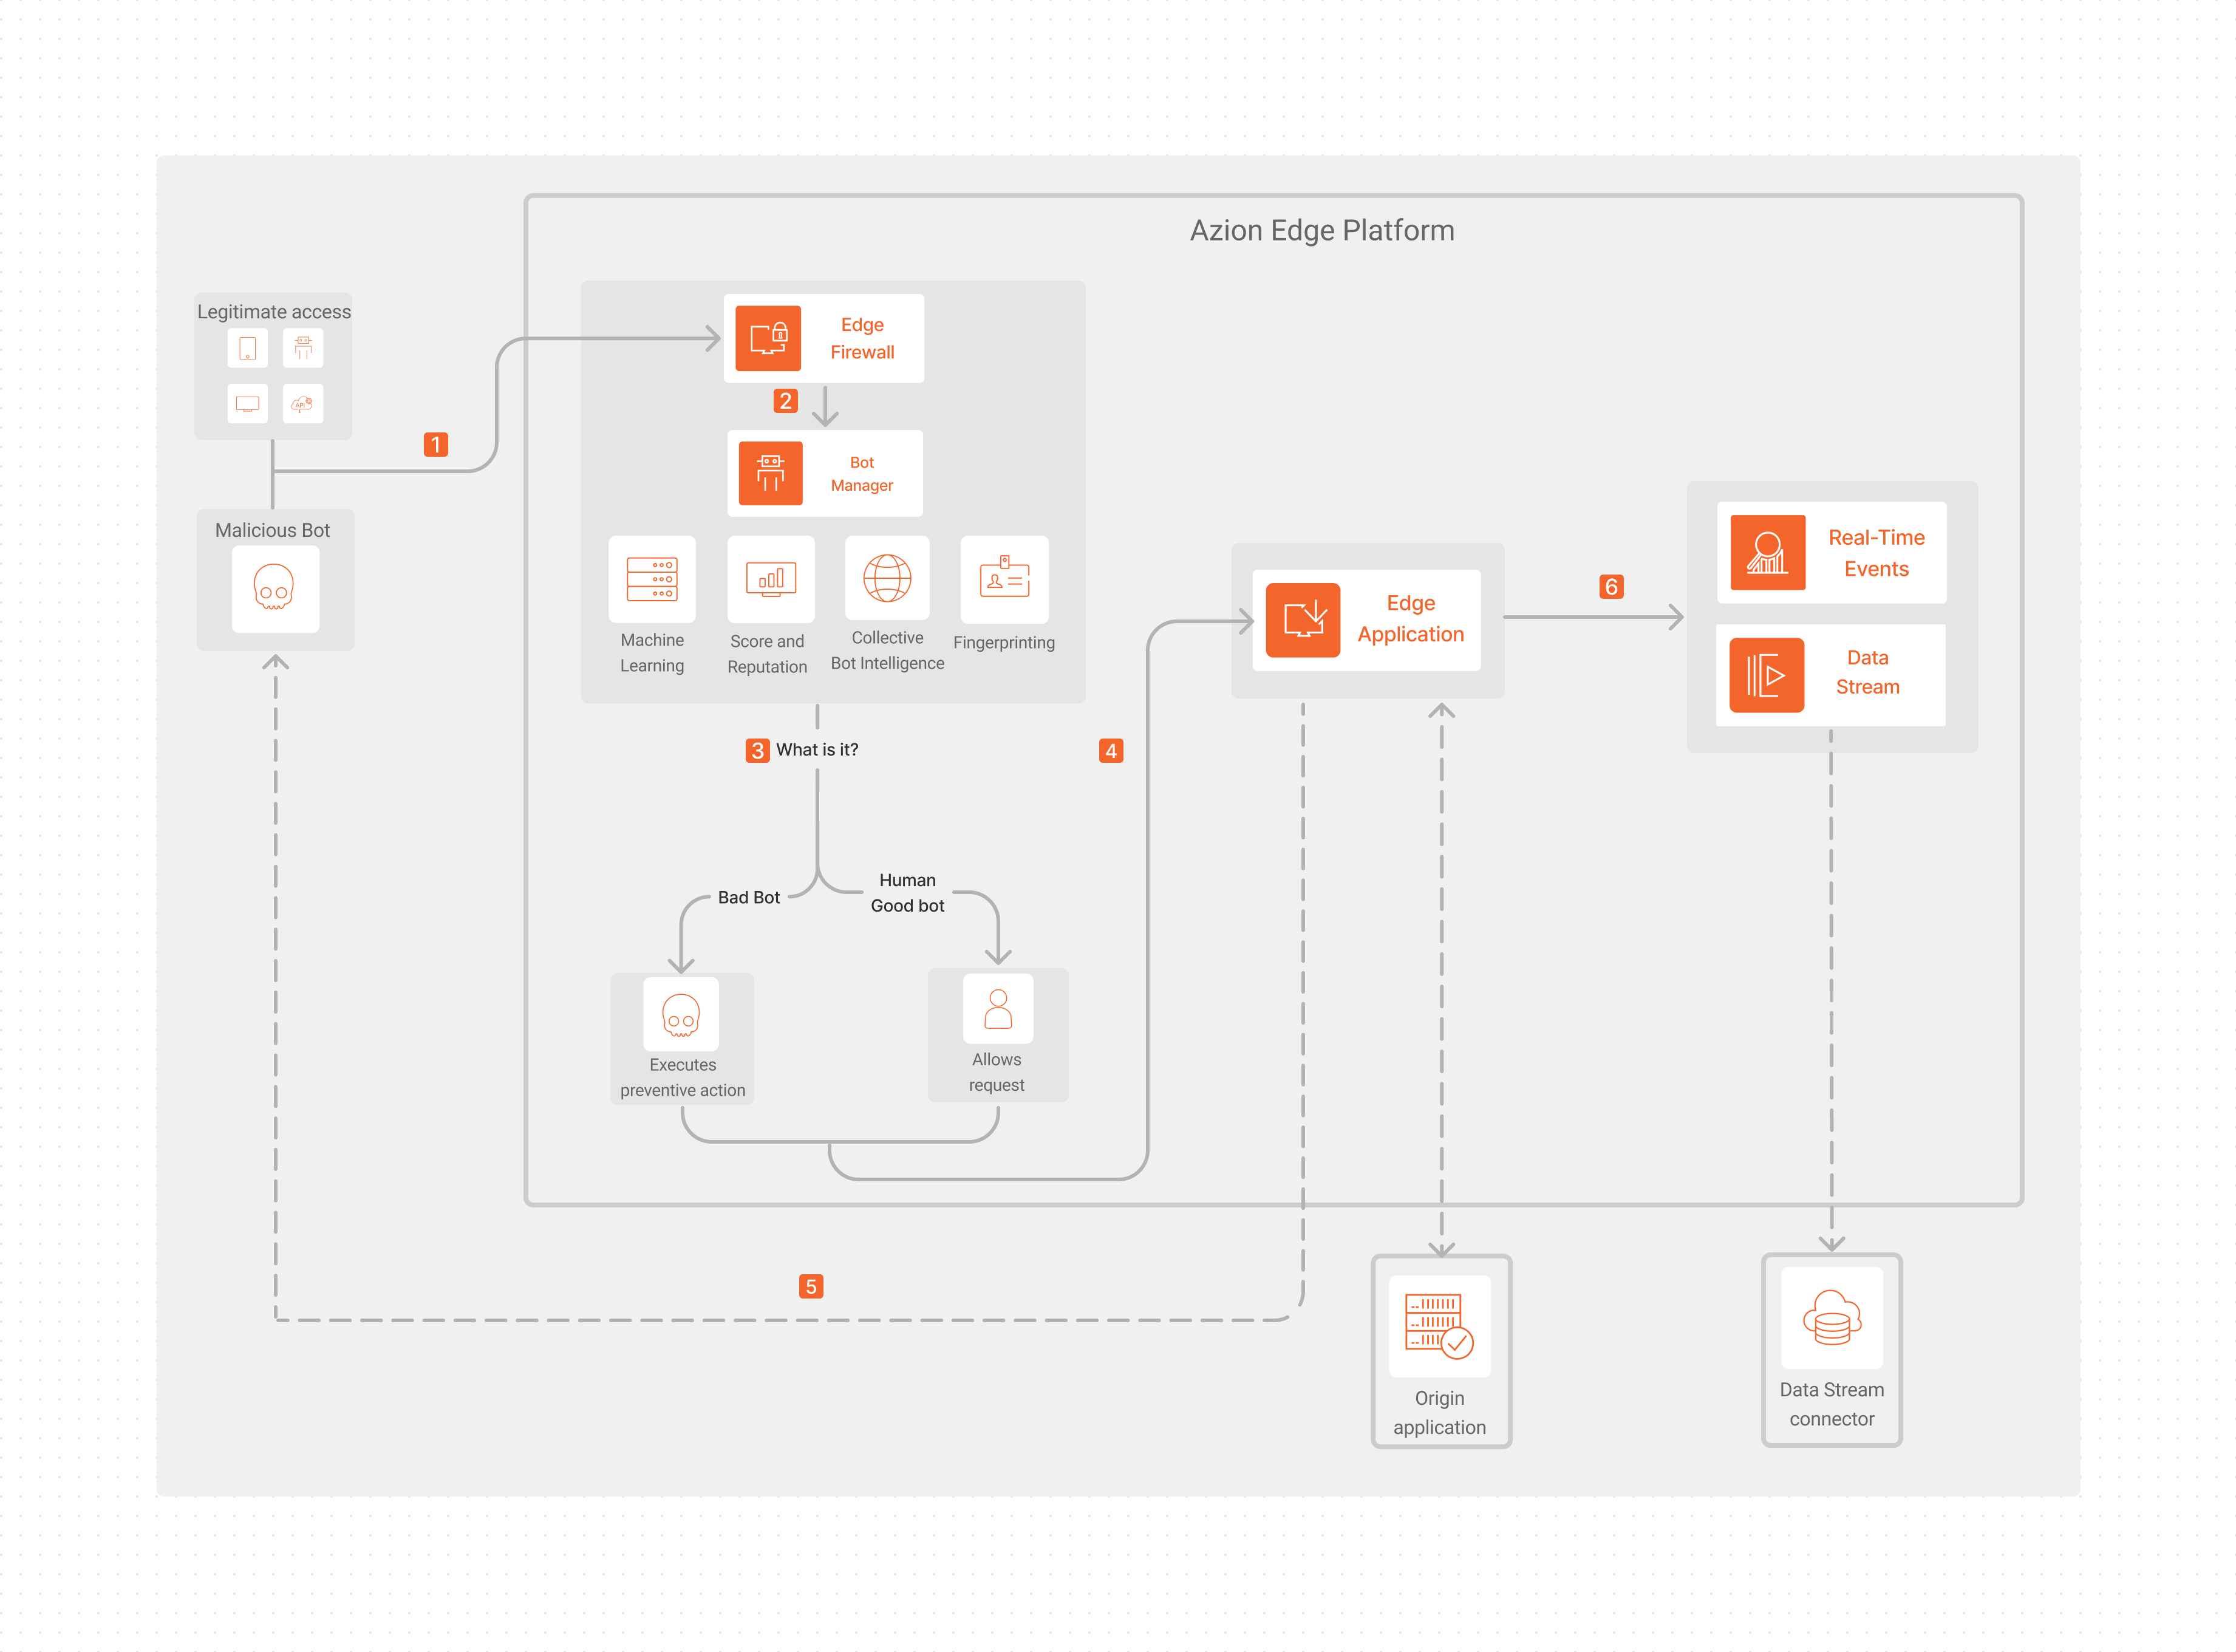 Azion Edge Platform
Legitimate access
API
1
Malicious Bot
Edge
Firewall
2
Bot
Manager
Machine
Learning
Score and
Reputation
Collective
Bot Intelligence
Fingerprinting
3
What is it?
Bad Bot
Human
Good bot
Executes
preventive action
Allows
request
4
Edge
Application
5
6
Real-Time
Events
Data
Stream
Origin
application
Data Stream
connector